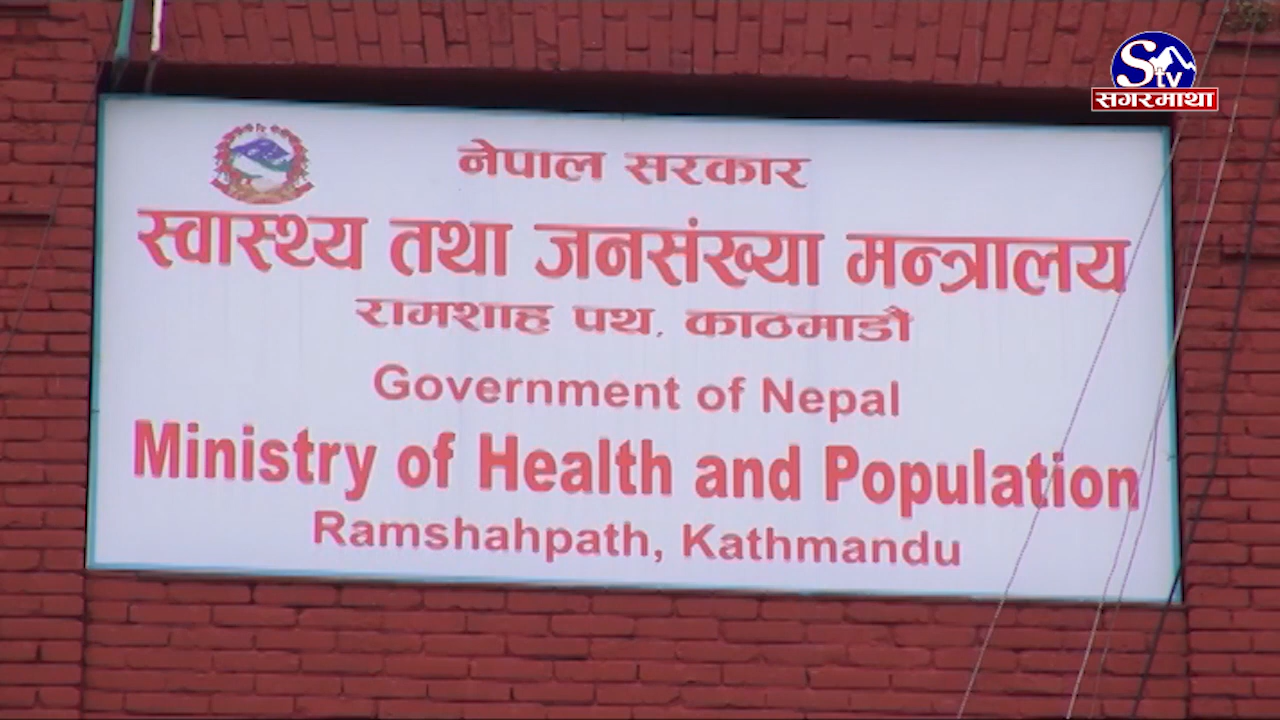 नेपाल सरकार
स्वास्थ्य तथा जनसंख्या मन्त्रालय
रामशाह पथ, काठमाडौं
Government of Nepal
Ministry of Health and Population
Ramshahpath, Kathmandu
Stv
सगरमाथा